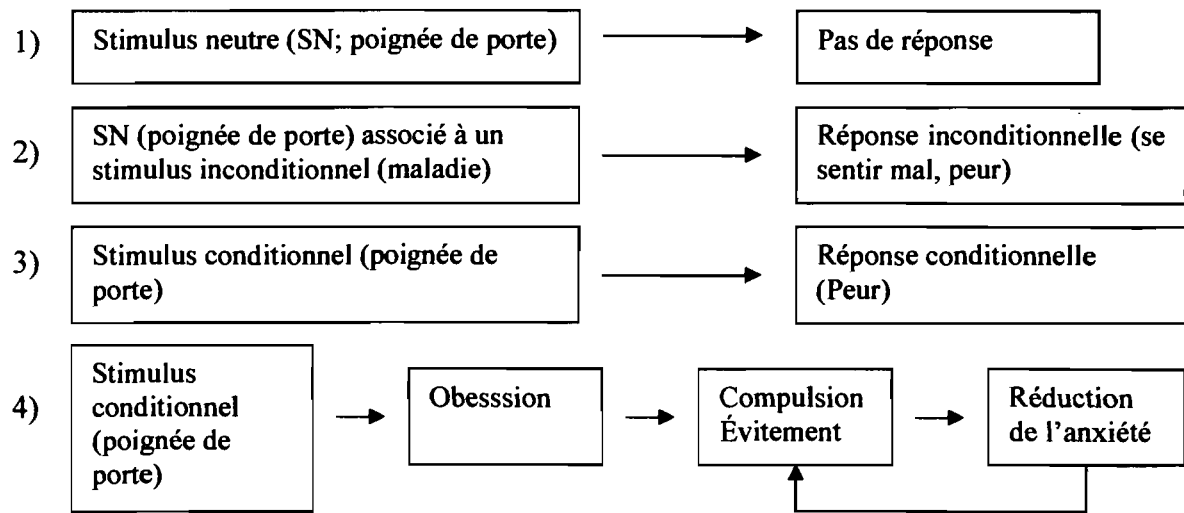 1)
Stimulus neutre (SN; poignée de porte)
Pas de réponse
2)
SN (poignée de porte) associé à un
stimulus inconditionnel (maladie)
Réponse inconditionnelle (se
sentir mal, peur)
3)
Stimulus conditionnel (poignée de
porte)
Réponse conditionnelle
(Peur)
4)
Stimulus
conditionnel
(poignée de
porte)
Obesssion
Compulsion
Évitement
Réduction
de l'anxiété